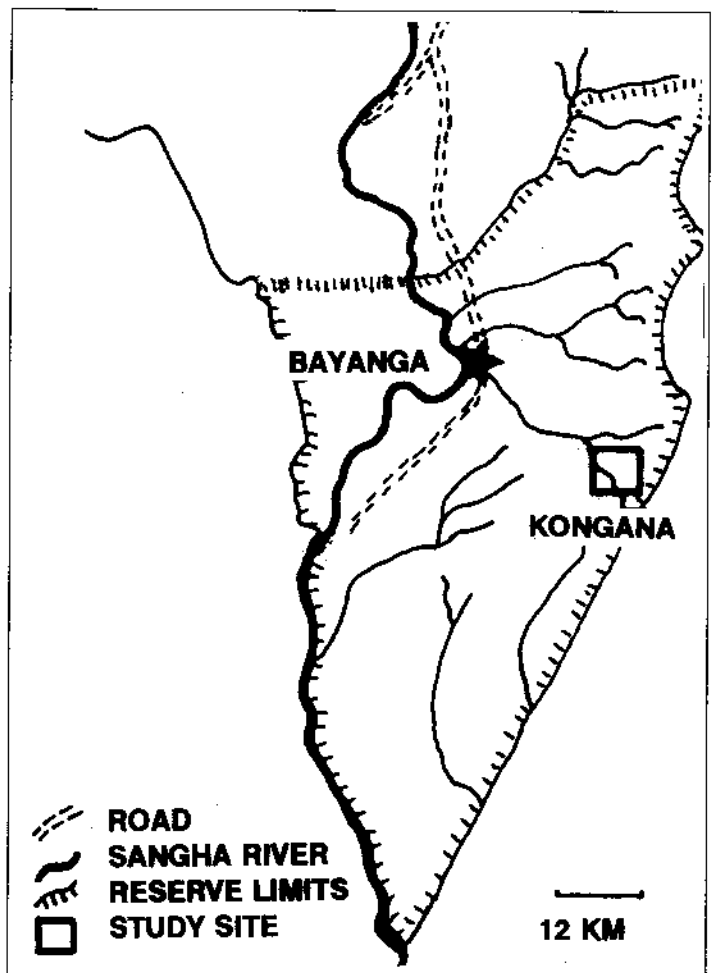 BAYANGA
KONGANA
ROAD
SANGHA RIVER
RESERVE LIMITS
STUDY SITE
12 KM